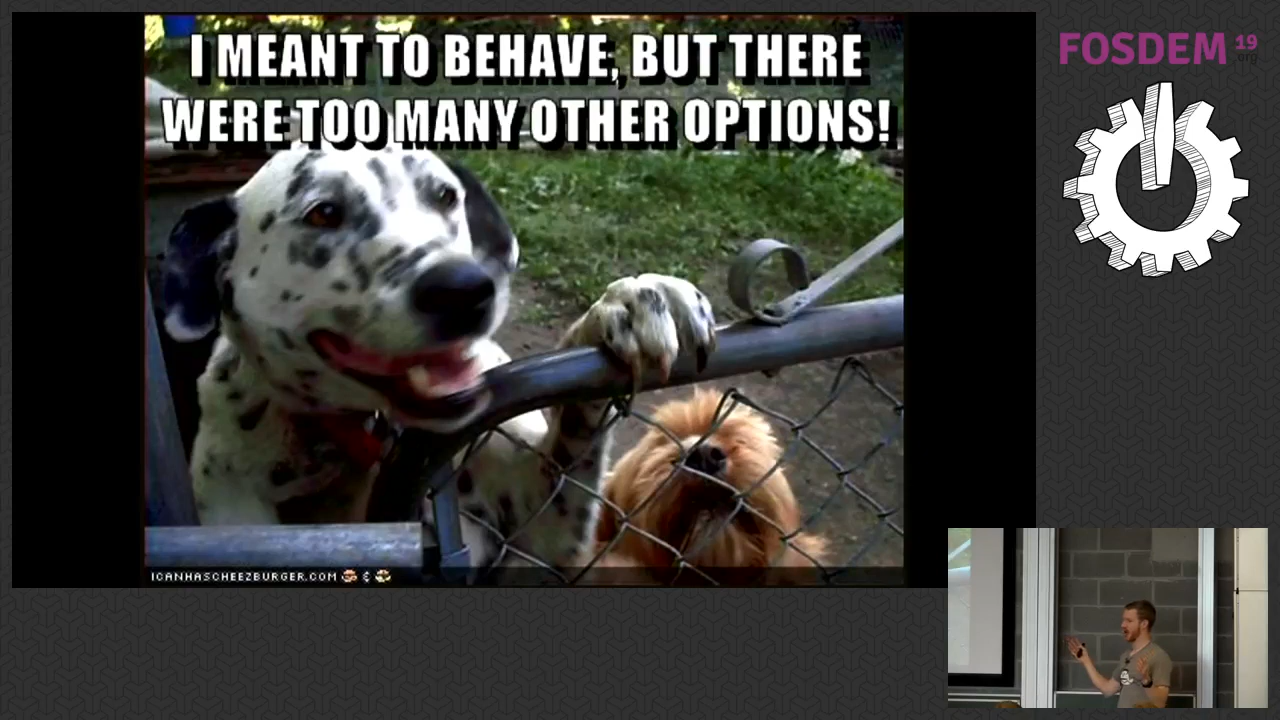 I MEANT TO BEHAVE, BUT THERE
WERE TOO MANY OTHER OPTIONS!
ICANHASCHEEZBURGER.COM
FOSDEM 19
.org